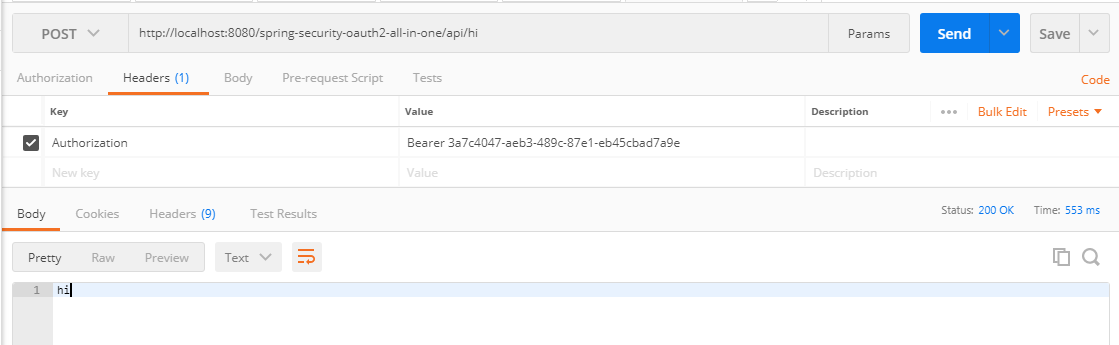 POST http://localhost:8080/spring-security-oauth2-all-in-one/api/hi Params Send Save
Authorization Headers (1) Body Pre-request Script Tests Code
Key Value Description Bulk Edit Presets
Authorization Bearer 3a7c4047-aeb3-489c-87e1-eb45cbad7a9e
New key Value Description
Body Cookies Headers (9) Test Results Status: 200 OK Time: 553 ms
Pretty Raw Preview Text
1 hi